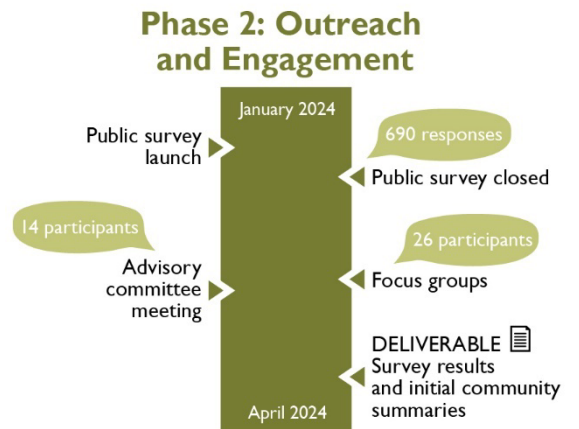 Phase 2: Outreach
and Engagement
January 2024
Public survey
launch
690 responses
Public survey closed
14 participants
Advisory
committee
meeting
26 participants
Focus groups
DELIVERABLE
Survey results
and initial community
summaries
April 2024